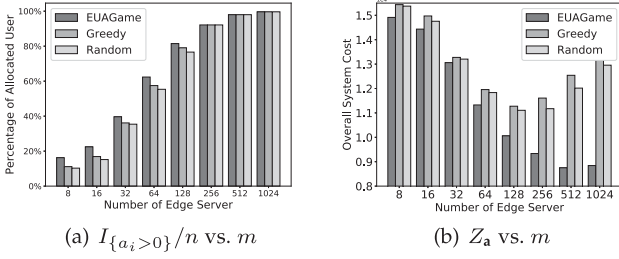 100%
80%
60%
40%
20%
0%
Percentage of Allocated User
EUAGame
Greedy
Random
8 16 32 64 128 256 512 1024
Number of Edge Server
(a) I{a_i>0}/n vs. m
1.5
1.4
1.3
1.2
1.1
1.0
0.9
0.8
Overall System Cost
EUAGame
Greedy
Random
8 16 32 64 128 256 512 1024
Number of Edge Server
(b) Z_a vs. m